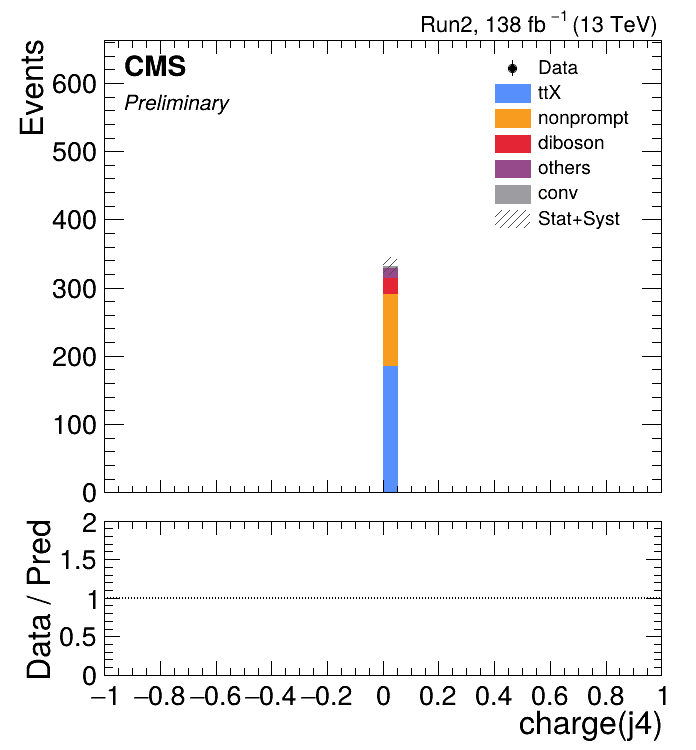 Run2, 138 fb⁻¹ (13 TeV)
CMS
Preliminary
Events
600
500
400
300
200
100
0
Data
ttX
nonprompt
diboson
others
conv
Stat+Syst
Data / Pred
2
1.5
1
0.5
0
−1 −0.8 −0.6 −0.4 −0.2 0 0.2 0.4 0.6 0.8 1
charge(j4)